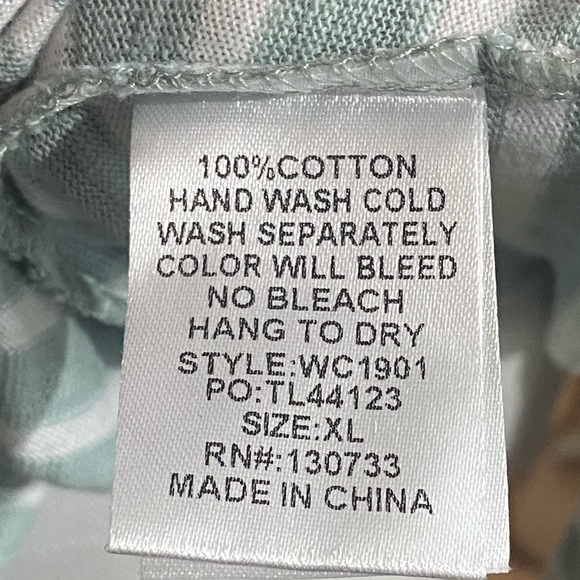 100%COTTON
HAND WASH COLD
WASH SEPARATELY
COLOR WILL BLEED
NO BLEACH
HANG TO DRY
STYLE:WC1901
PO:TL44123
SIZE:XL
RN#:130733
MADE IN CHINA